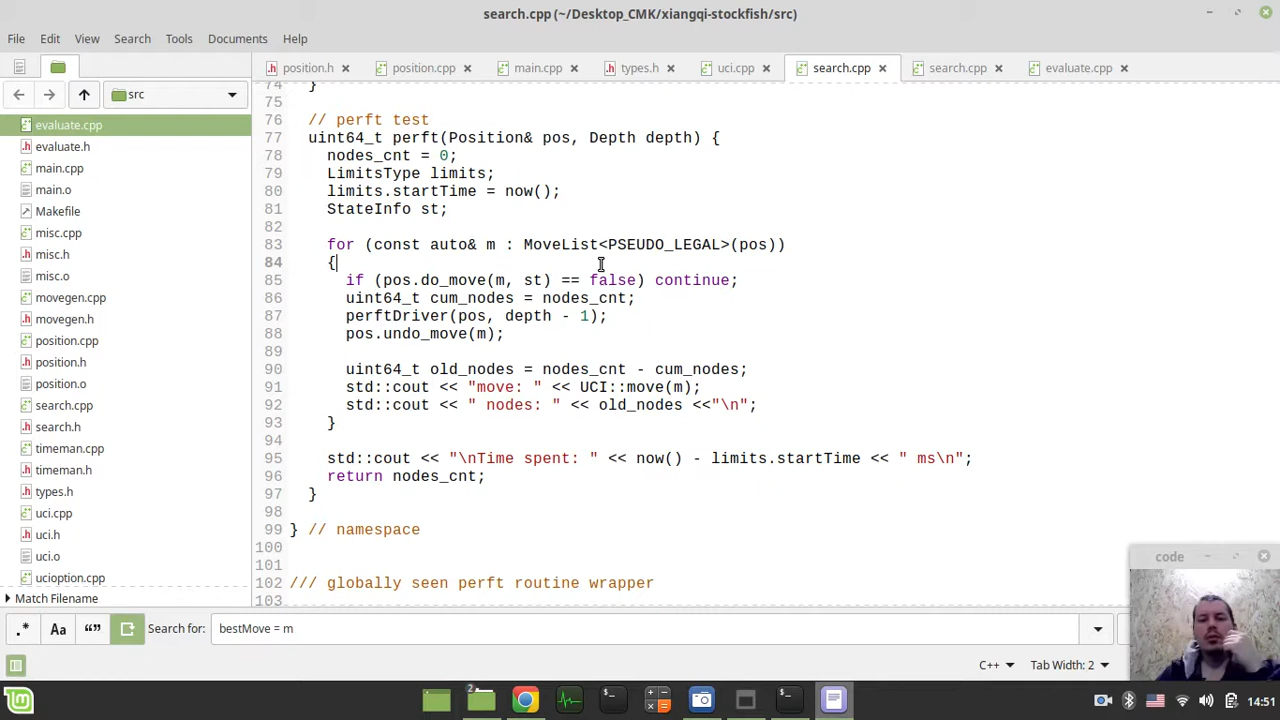 search.cpp (~/Desktop_CMK/xiangqi-stockfish/src)
File Edit View Search Tools Documents Help
position.h position.cpp main.cpp types.h uci.cpp search.cpp search.cpp evaluate.cpp
src
evaluate.cpp
evaluate.h
main.cpp
main.o
Makefile
misc.cpp
misc.h
misc.o
movegen.cpp
movegen.h
position.cpp
position.h
position.o
search.cpp
search.h
timeman.cpp
timeman.h
types.h
uci.cpp
uci.h
uci.o
ucioption.cpp
Match Filename
74 }
75
76 // perft test
77 uint64_t perft(Position& pos, Depth depth) {
78 nodes_cnt = 0;
79 LimitsType limits;
80 limits.startTime = now();
81 StateInfo st;
82
83 for (const auto& m : MoveList<PSEUDO_LEGAL>(pos))
84 {
85 if (pos.do_move(m, st) == false) continue;
86 uint64_t cum_nodes = nodes_cnt;
87 perftDriver(pos, depth - 1);
88 pos.undo_move(m);
89
90 uint64_t old_nodes = nodes_cnt - cum_nodes;
91 std::cout << "move: " << UCI::move(m);
92 std::cout << " nodes: " << old_nodes <<"\n";
93 }
94
95 std::cout << "\nTime spent: " << now() - limits.startTime << " ms\n";
96 return nodes_cnt;
97 }
98
99 } // namespace
100
101
102 /// globally seen perft routine wrapper
103
code
.* Aa “” Search for: bestMove = m
C++ Tab Width: 2
2
14:51